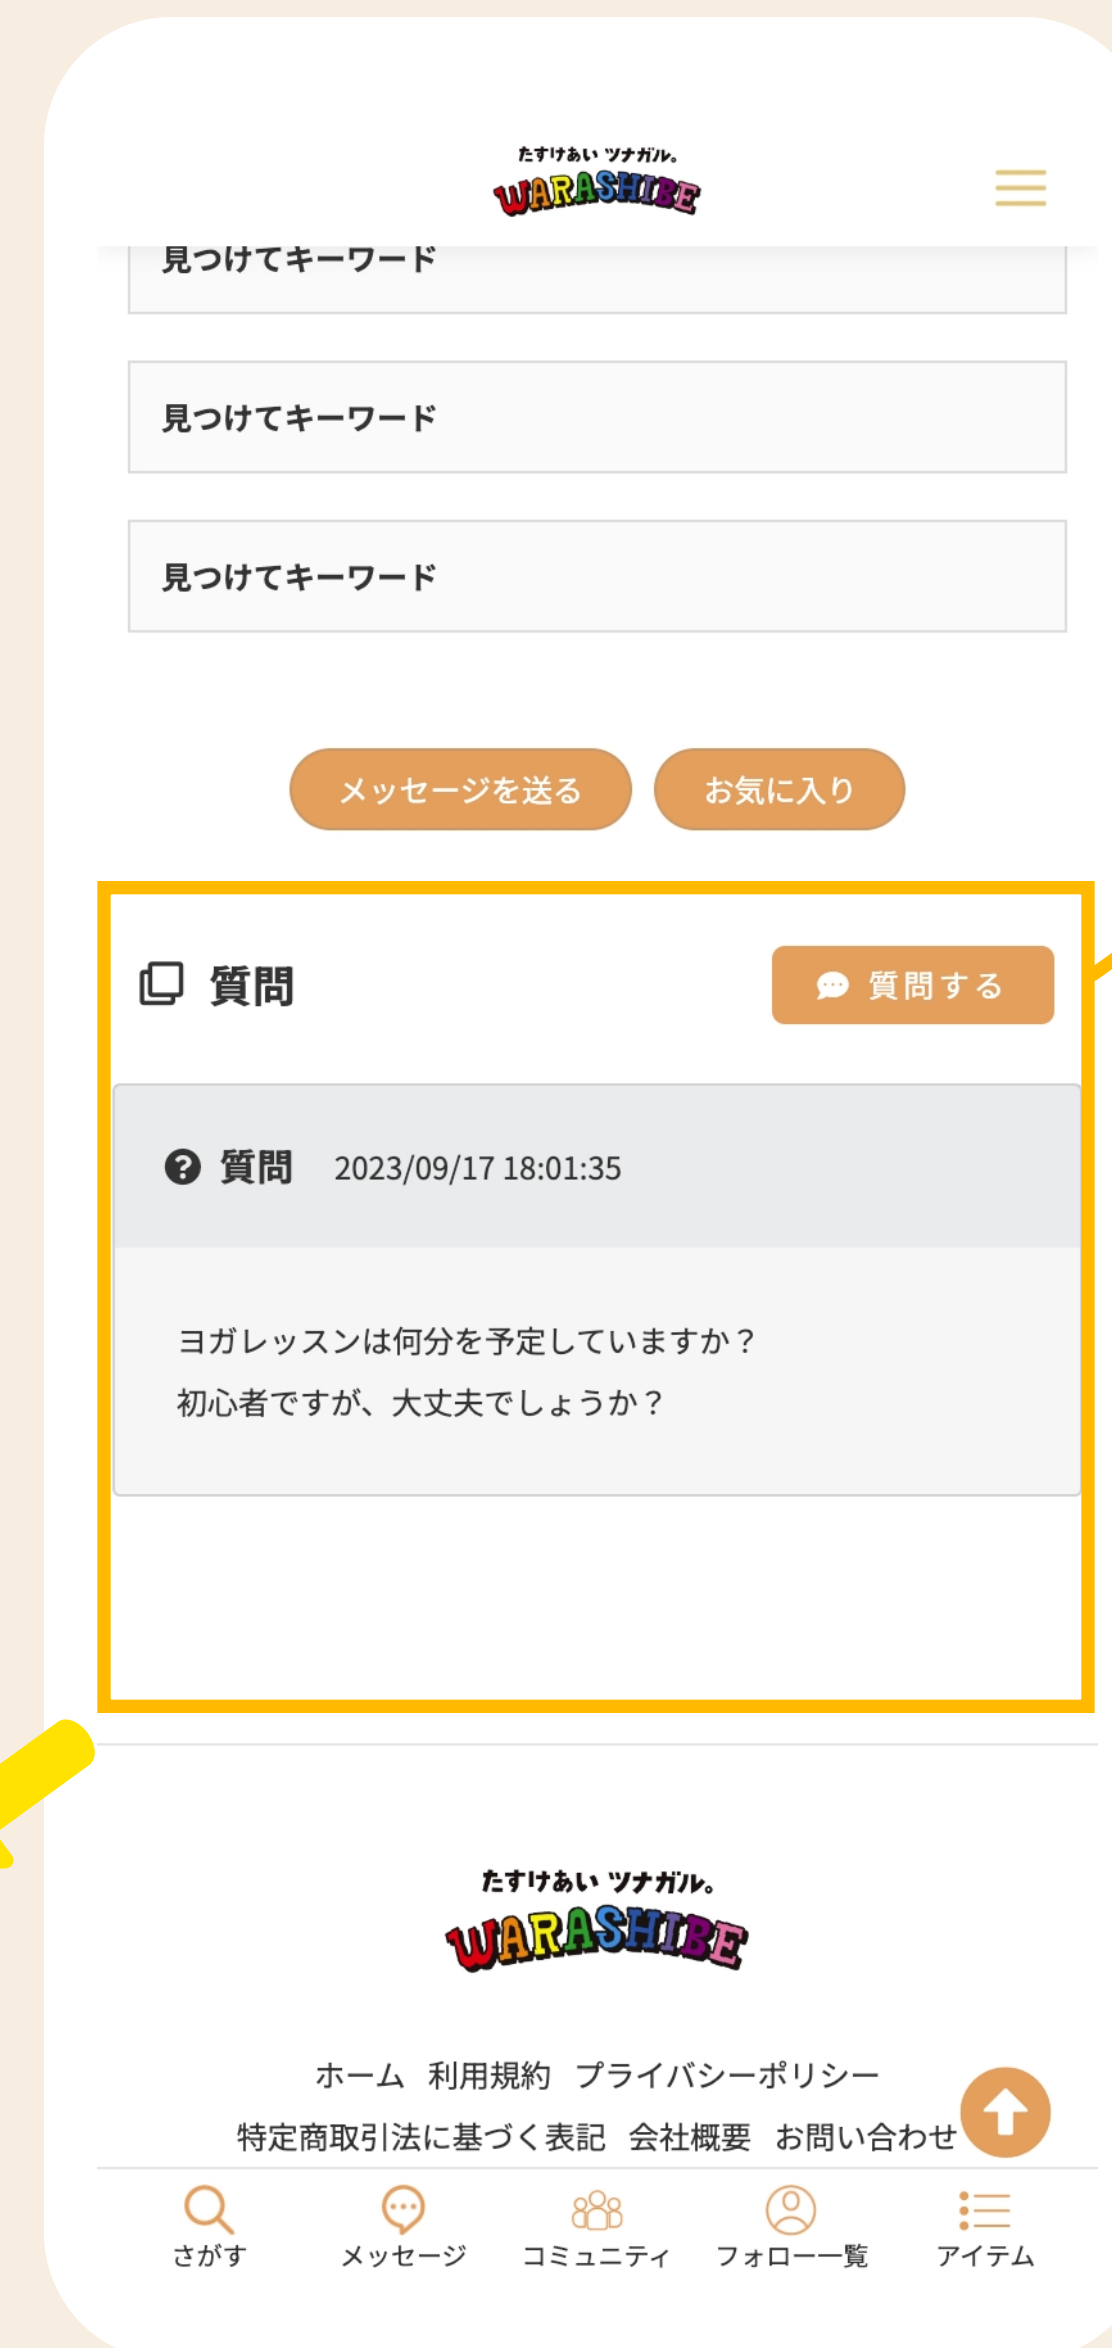 たすけあい ツナガル。
WARASHIBE
見つけてキーワード
見つけてキーワード
見つけてキーワード
メッセージを送る お気に入り
質問 質問する
質問 2023/09/17 18:01:35
ヨガレッスンは何分を予定していますか？
初心者ですが、大丈夫でしょうか？
たすけあい ツナガル。
WARASHIBE
ホーム 利用規約 プライバシーポリシー
特定商取引法に基づく表記 会社概要 お問い合わせ
さがす メッセージ コミュニティ フォロー一覧 アイテム